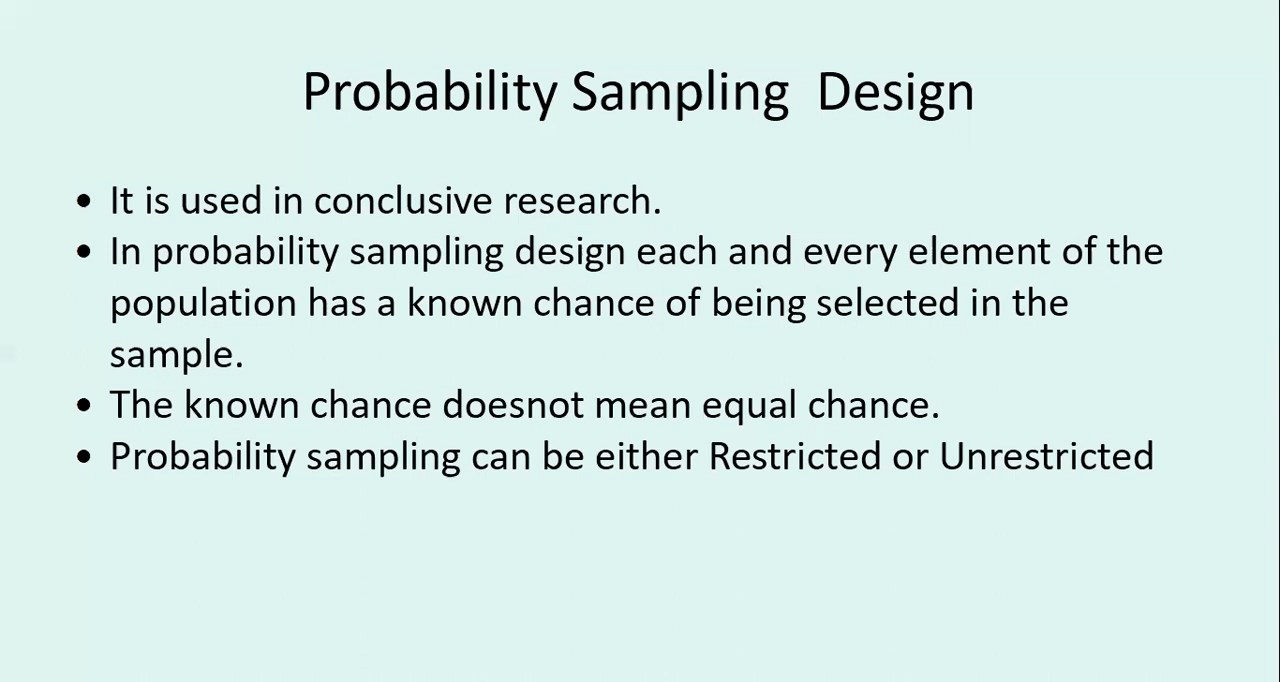 Probability Sampling  Design
• It is used in conclusive research.
• In probability sampling design each and every element of the
population has a known chance of being selected in the
sample.
• The known chance doesnot mean equal chance.
• Probability sampling can be either Restricted or Unrestricted